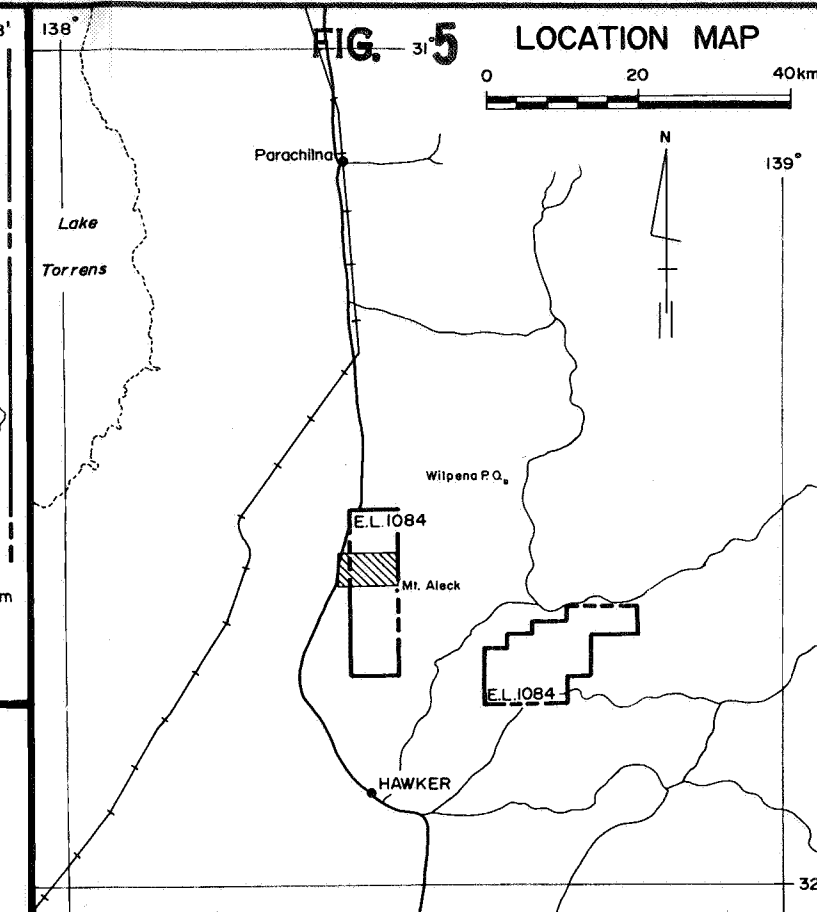 8'
138°
FIG. 5
31°
LOCATION MAP
0 20 40km
N
Parachilna
139°
Lake
Torrens
Wilpena P.O.
E.L.1084
Mt. Aleck
m
E.L.1084
HAWKER
32